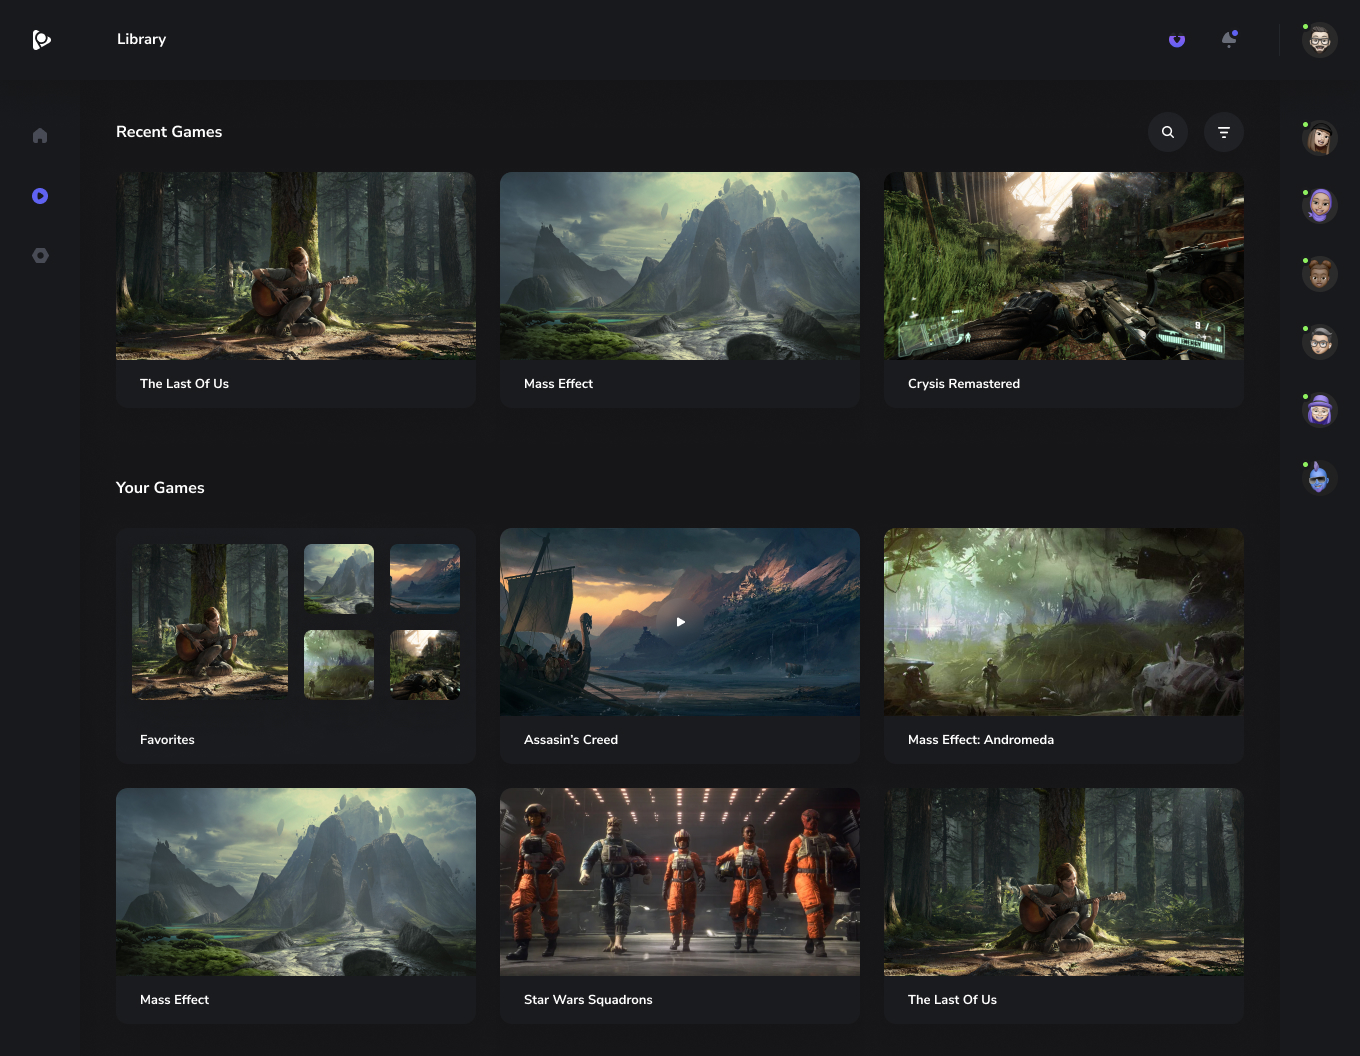 Library
Recent Games
The Last Of Us
Mass Effect
Crysis Remastered
Your Games
Favorites
Assasin's Creed
Mass Effect: Andromeda
Mass Effect
Star Wars Squadrons
The Last Of Us